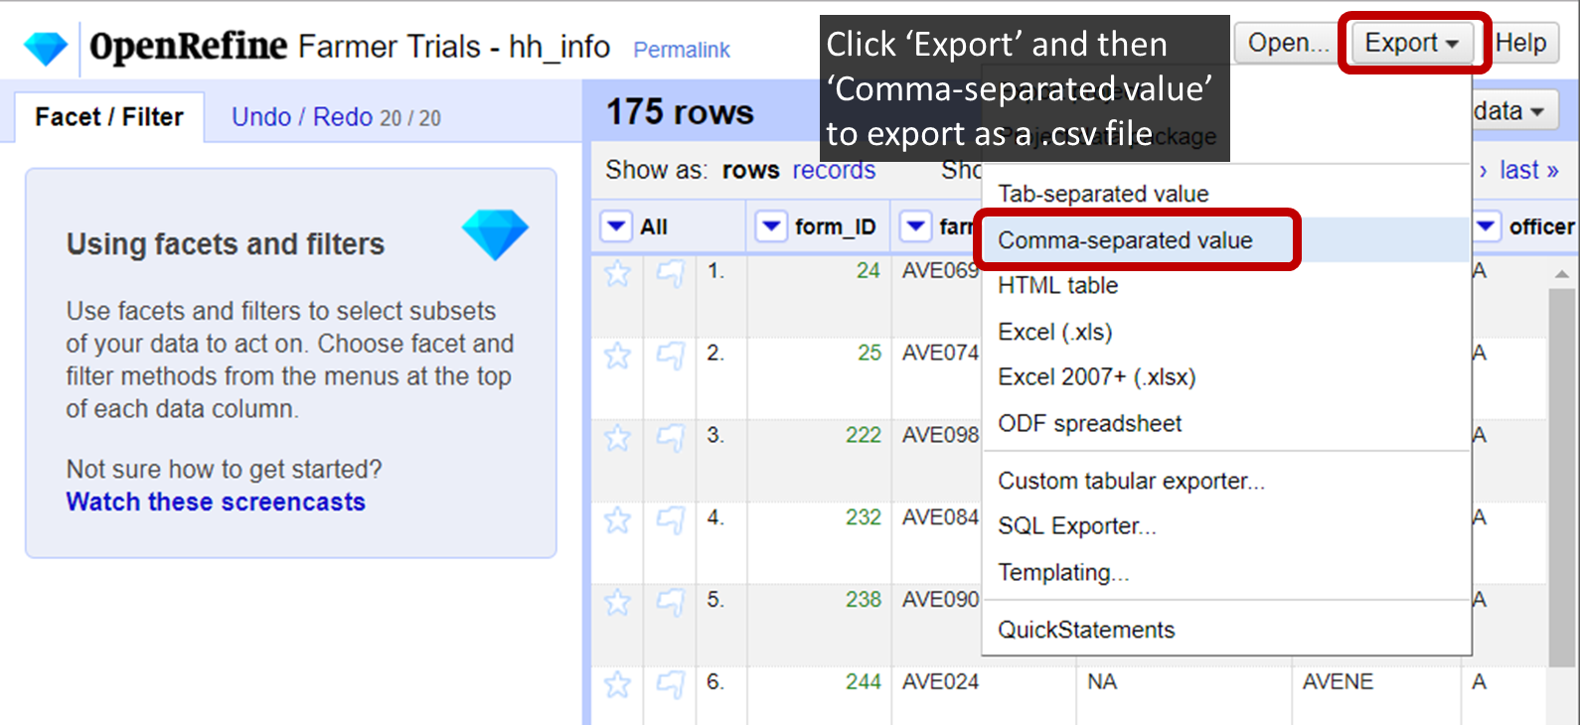 OpenRefine Farmer Trials - hh_info Permalink
Click ‘Export’ and then
‘Comma-separated value’
to export as a .csv file
Open... Export Help
Facet / Filter Undo / Redo 20 / 20
175 rows
data
package
Show as: rows records
› last »
Using facets and filters
Use facets and filters to select subsets
of your data to act on. Choose facet and
filter methods from the menus at the top
of each data column.
Not sure how to get started?
Watch these screencasts
All form_ID officer
1. 24 AVE069 A
2. 25 AVE074 A
3. 222 AVE098 A
4. 232 AVE084 A
5. 238 AVE090 A
6. 244 AVE024 NA AVENE A
Tab-separated value
Comma-separated value
HTML table
Excel (.xls)
Excel 2007+ (.xlsx)
ODF spreadsheet
Custom tabular exporter...
SQL Exporter...
Templating...
QuickStatements